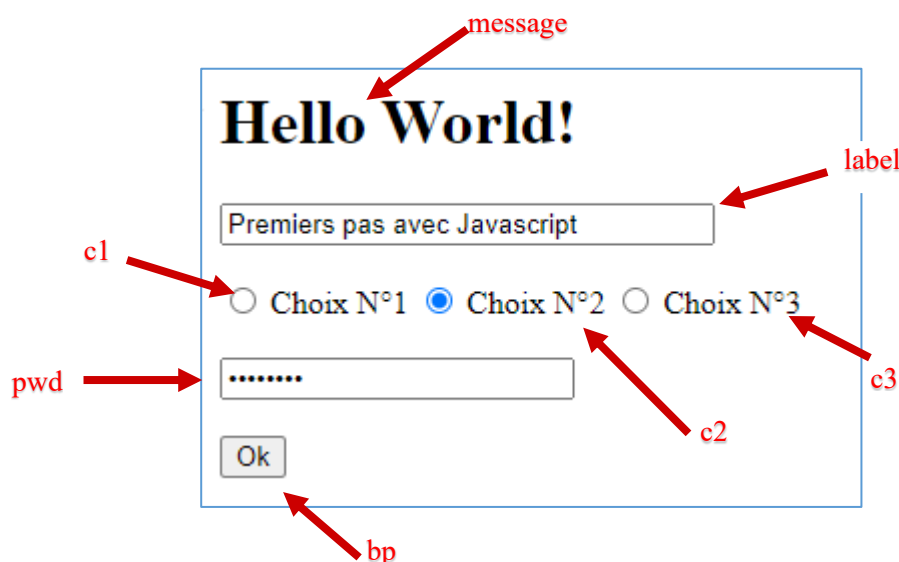 message
Hello World!
label
Premiers pas avec Javascript
c1
Choix N°1 Choix N°2 Choix N°3
pwd
••••••••
c3
c2
Ok
bp